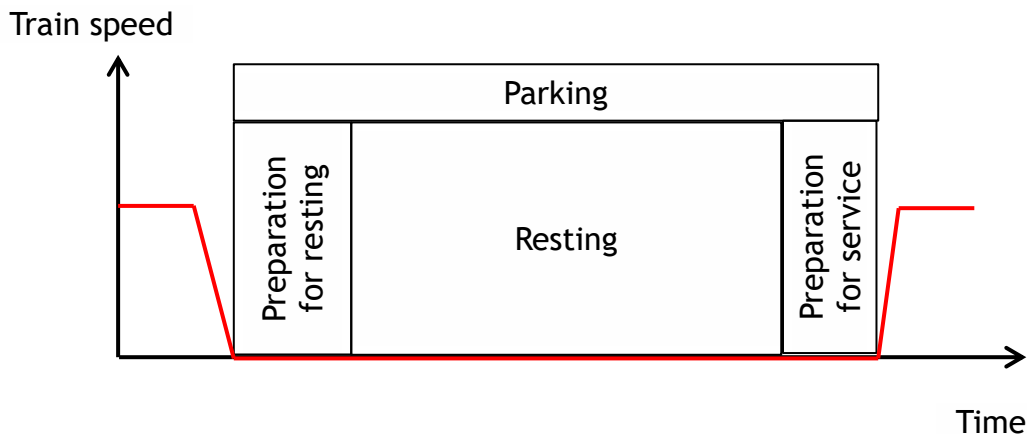 Train speed
Parking
Preparation
for resting
Resting
Preparation
for service
Time